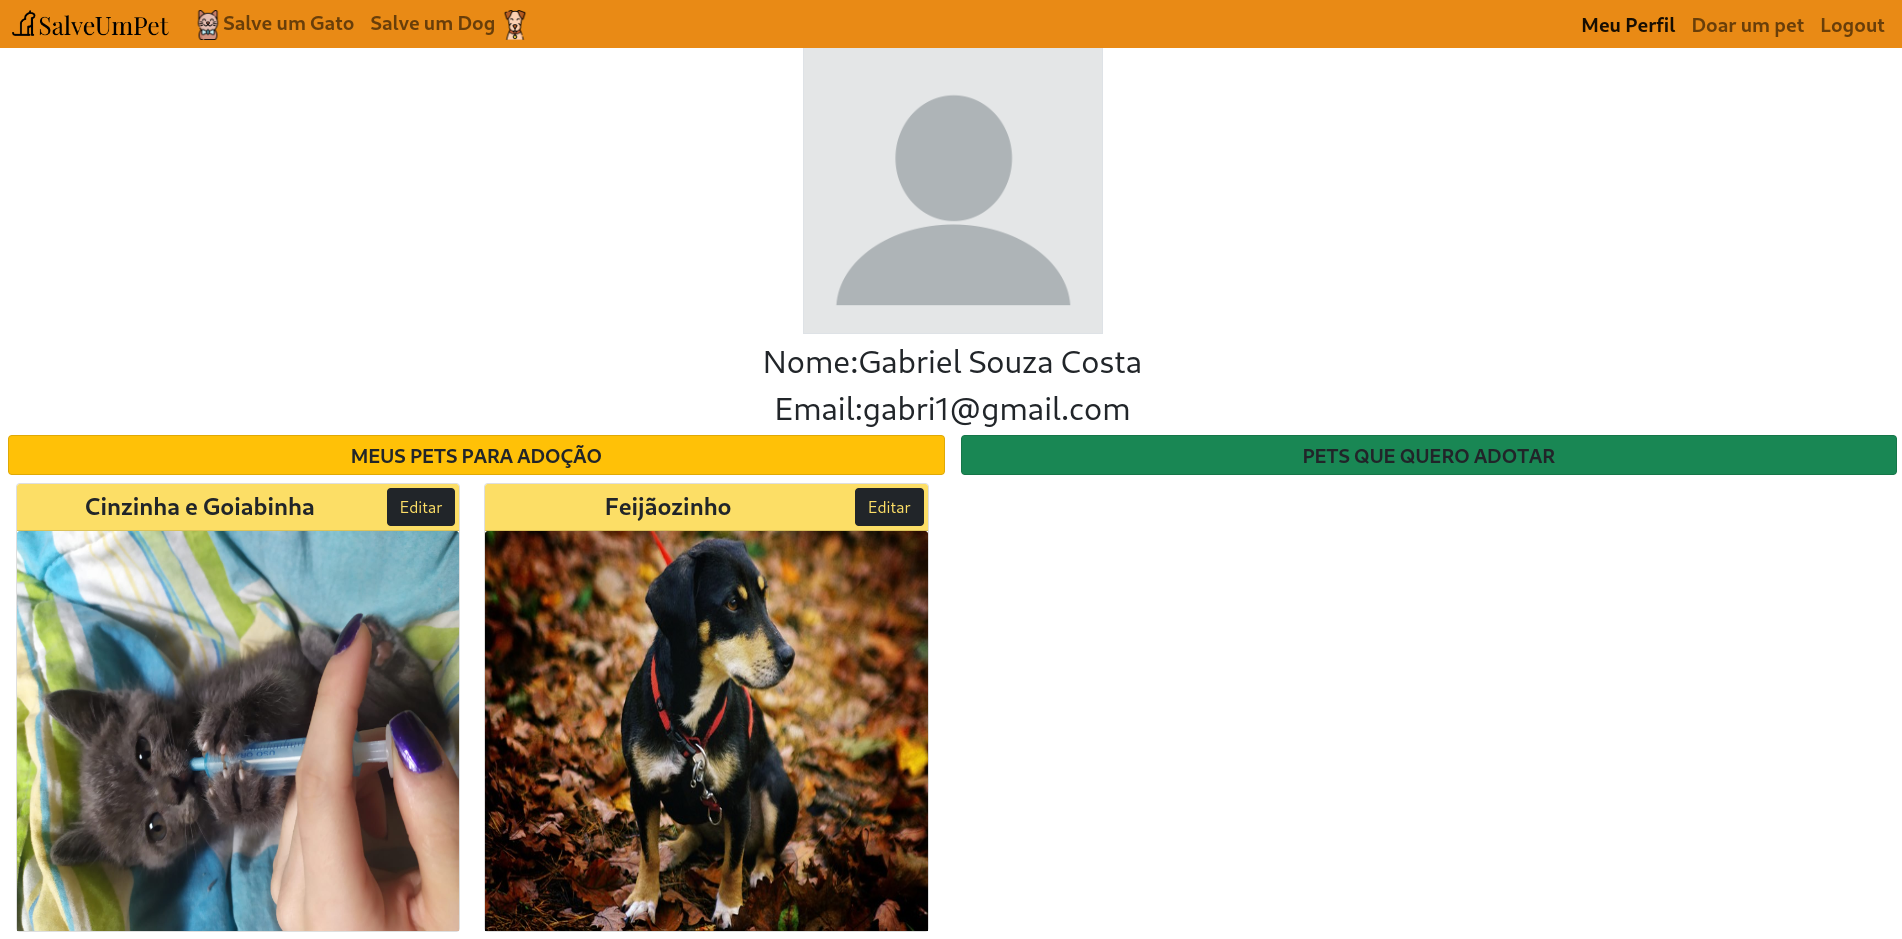 SalveUmPet Salve um Gato Salve um Dog Meu Perfil Doar um pet Logout
Nome:Gabriel Souza Costa
Email:gabri1@gmail.com
MEUS PETS PARA ADOÇÃO PETS QUE QUERO ADOTAR
Cinzinha e Goiabinha Editar Feijãozinho Editar